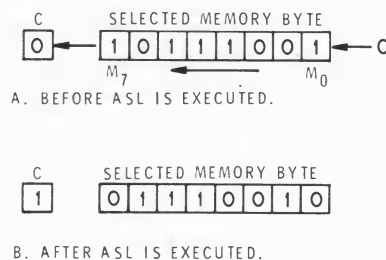 C SELECTED MEMORY BYTE
0 1 0 1 1 1 0 0 1 0
M7 M0
A. BEFORE ASL IS EXECUTED.
C SELECTED MEMORY BYTE
1 0 1 1 1 0 0 1 0
B. AFTER ASL IS EXECUTED.